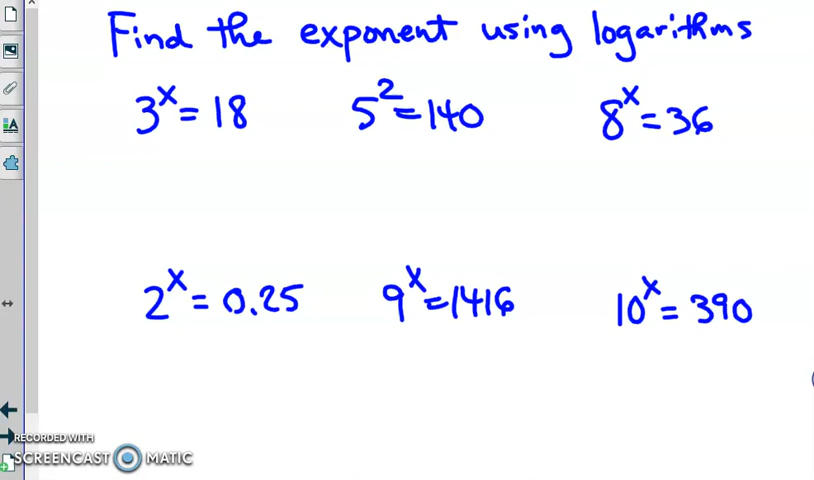 Find the exponent using logarithms
3^x = 18 5^2 = 140 8^x = 36
2^x = 0.25 9^x = 1416 10^x = 390
RECORDED WITH
SCREENCAST MATIC